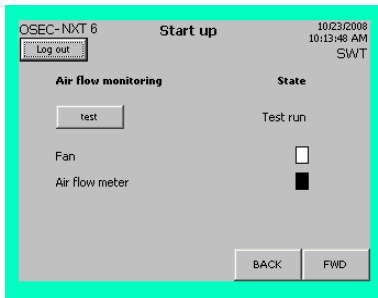 OSEC-NXT 6 Start up 10/23/2008
Log out 10:13:48 AM
SWT
Air flow monitoring State
test Test run
Fan
Air flow meter
BACK FWD